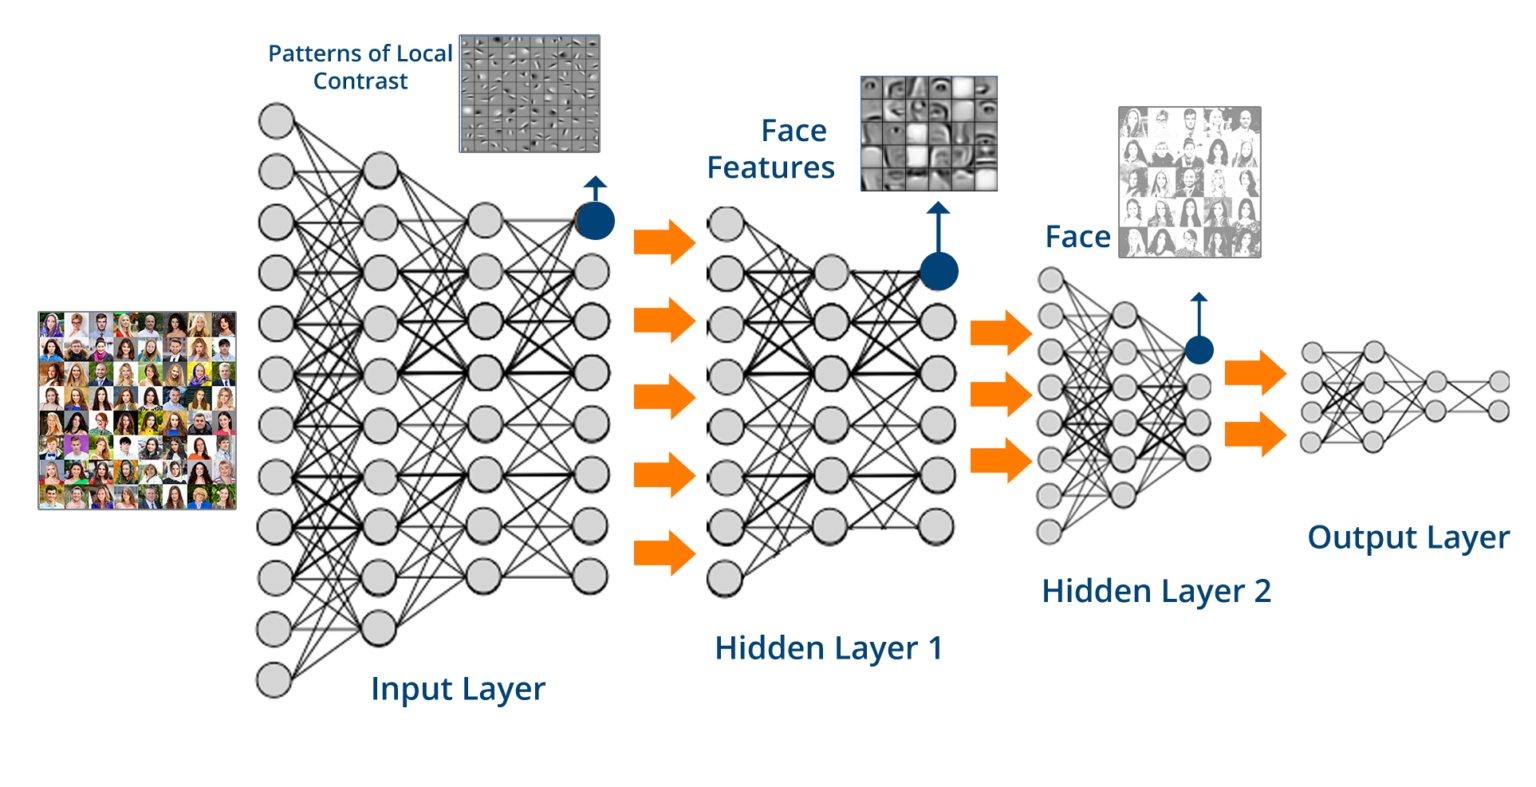 Patterns of Local
Contrast
Face
Features
Face
Input Layer
Hidden Layer 1
Hidden Layer 2
Output Layer